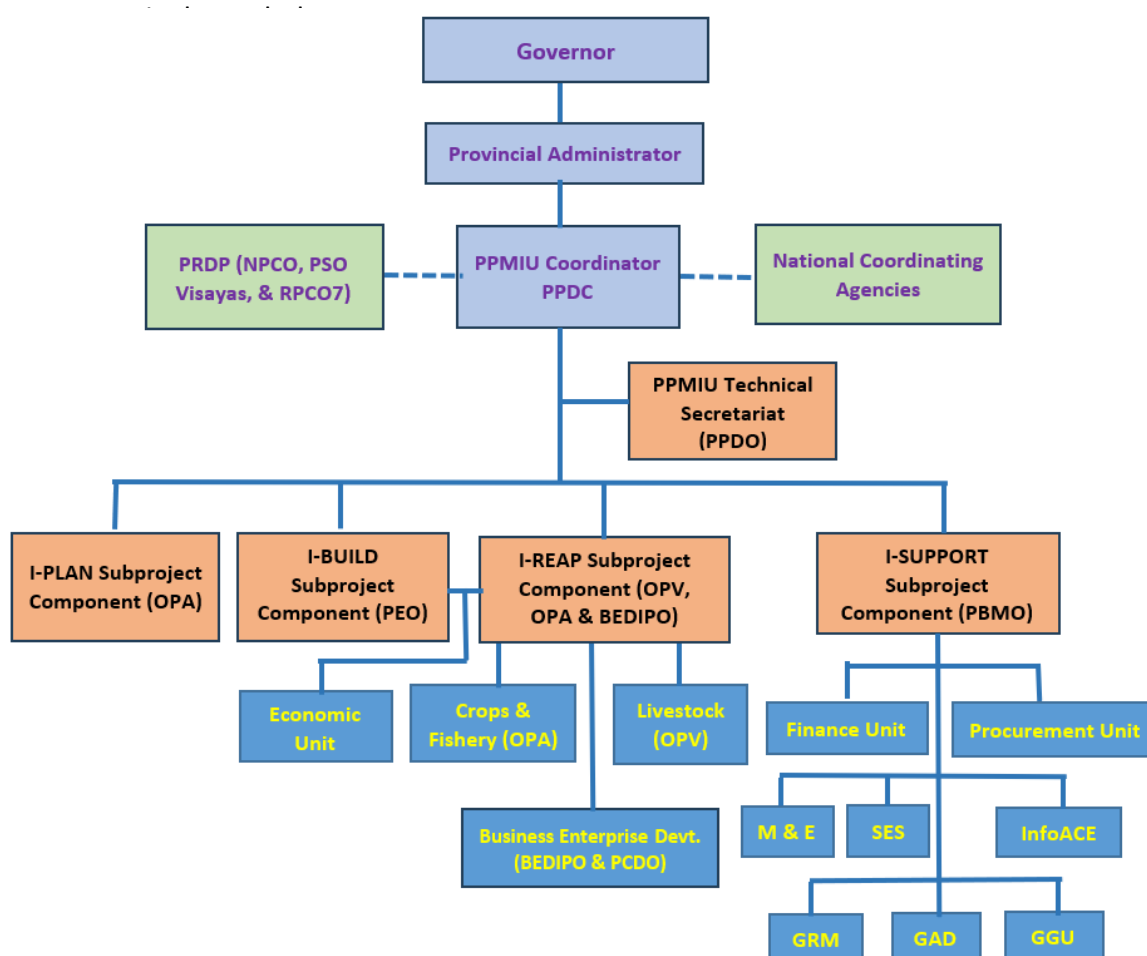 Governor
Provincial Administrator
PRDP (NPCO, PSO
Visayas, & RPCO7)
PPMIU Coordinator
PPDC
National Coordinating
Agencies
PPMIU Technical
Secretariat
(PPDO)
I-PLAN Subproject
Component (OPA)
I-BUILD
Subproject
Component (PEO)
I-REAP Subproject
Component (OPV,
OPA & BEDIPO)
I-SUPPORT
Subproject
Component (PBMO)
Economic
Unit
Crops &
Fishery (OPA)
Livestock
(OPV)
Finance Unit
Procurement Unit
Business Enterprise Devt.
(BEDIPO & PCDO)
M & E
SES
InfoACE
GRM
GAD
GGU